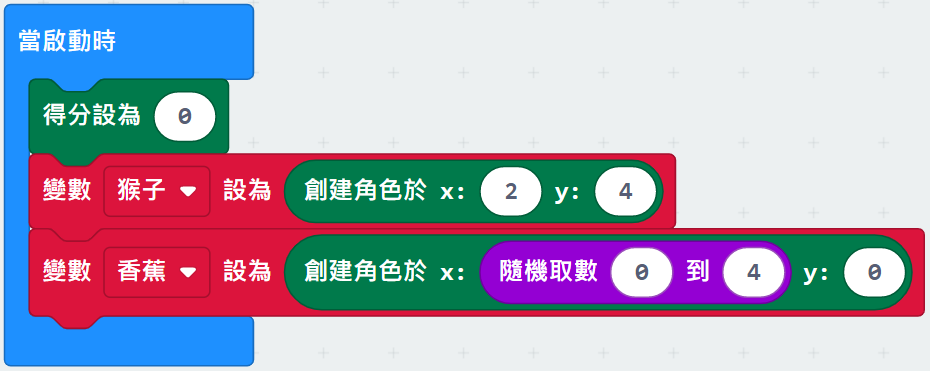 當啟動時
得分設為 0
變數 猴子 設為 創建角色於 x: 2 y: 4
變數 香蕉 設為 創建角色於 x: 隨機取數 0 到 4 y: 0